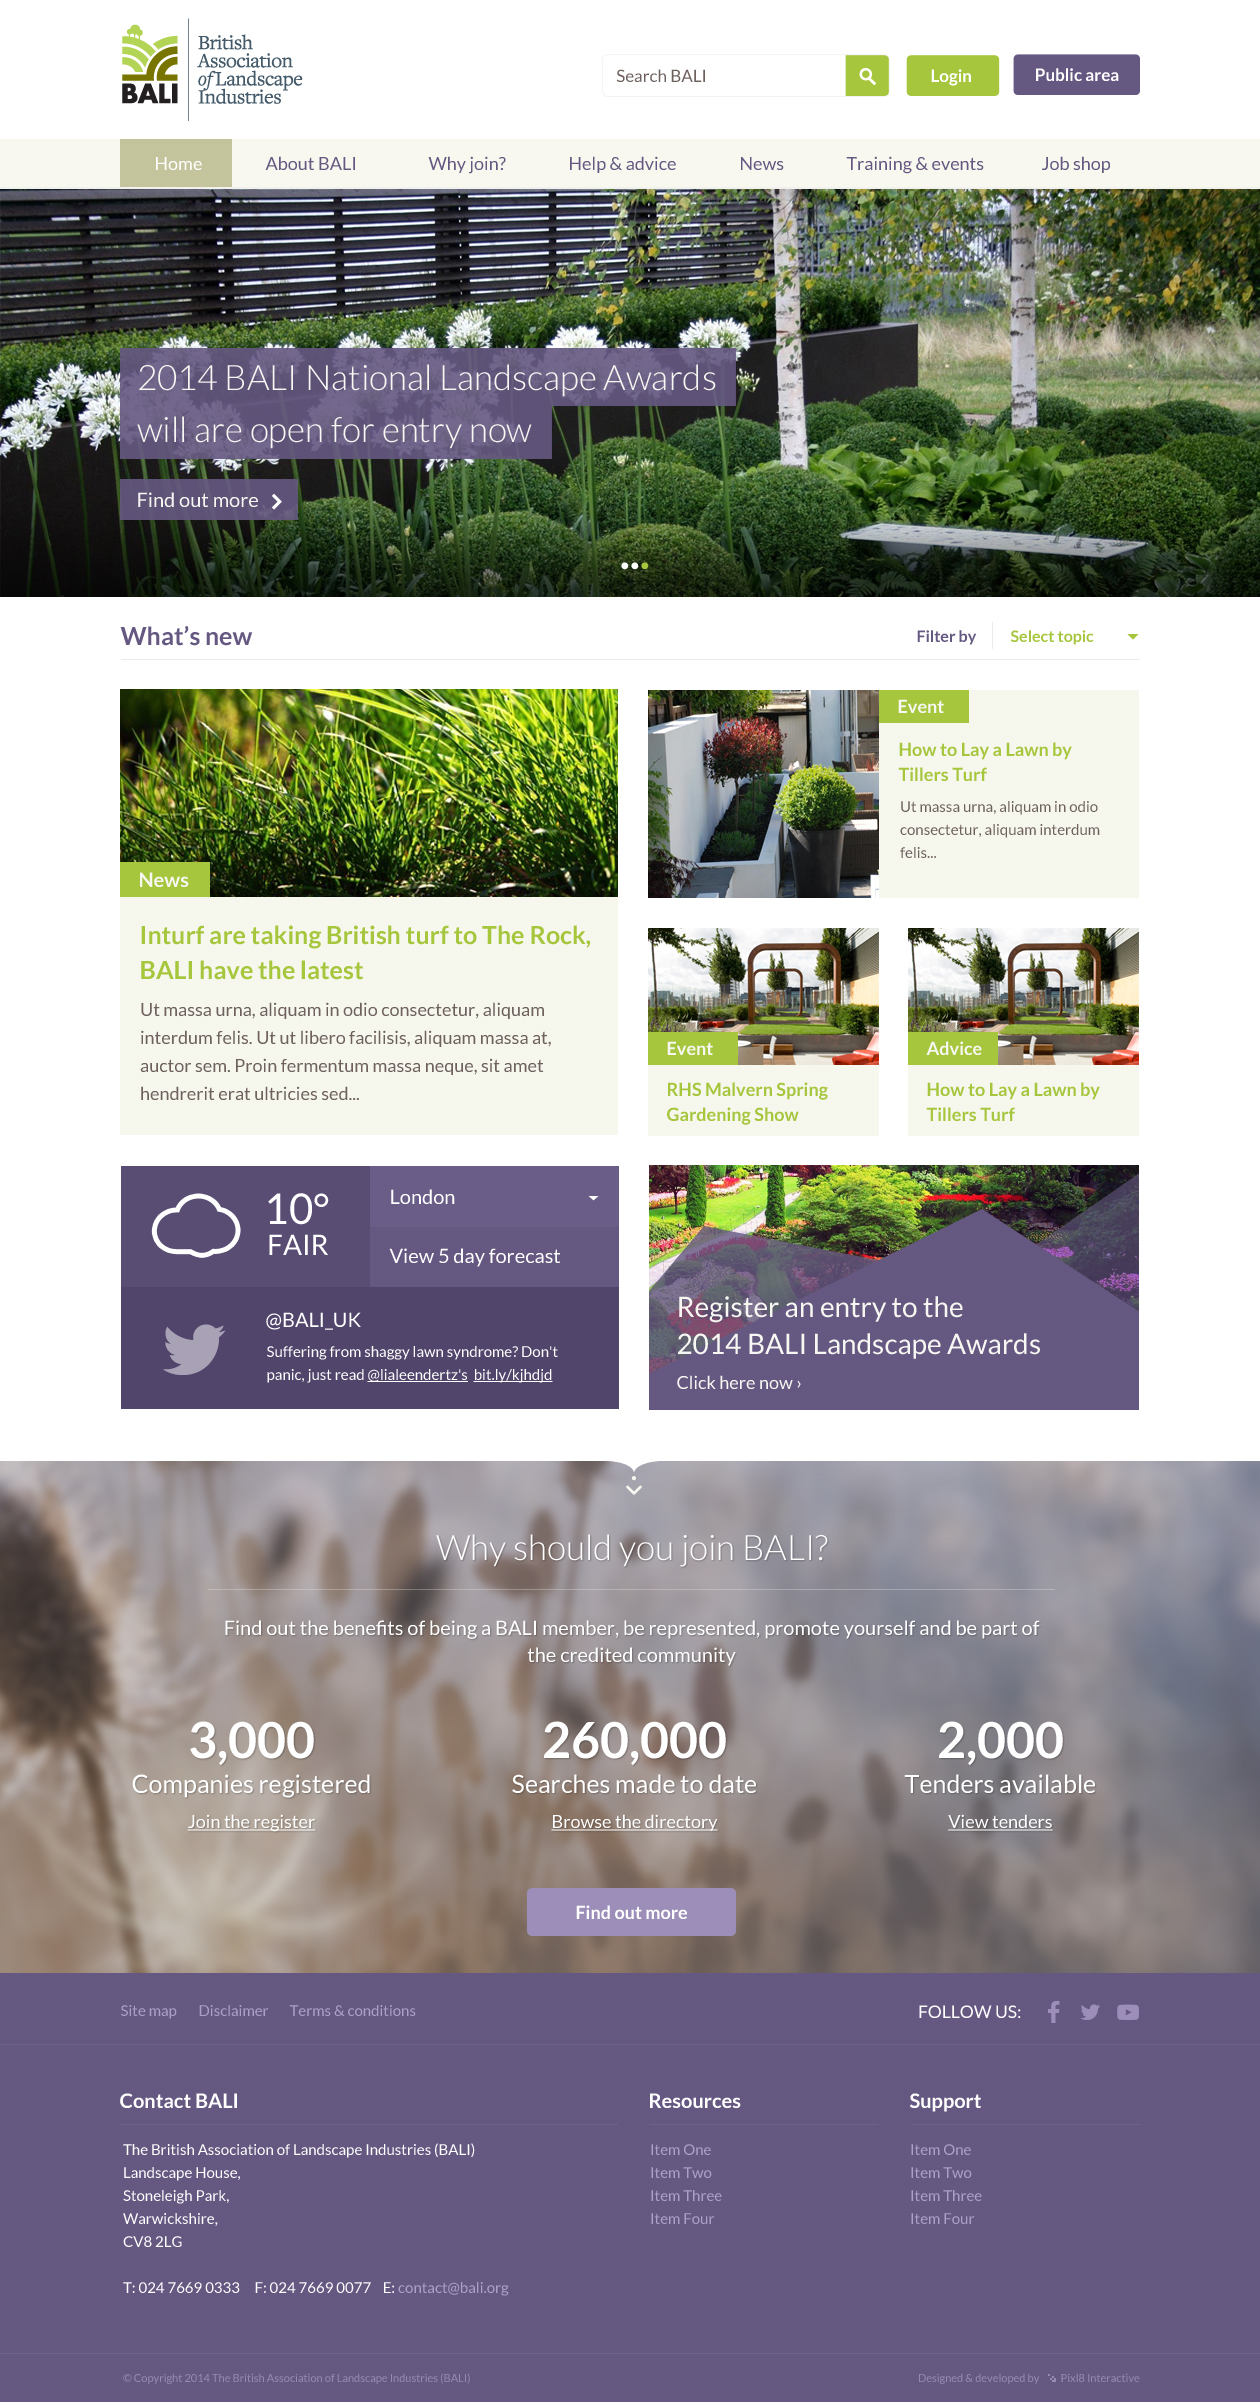 BALI
British
Association
of Landscape
Industries
Search BALI
Login
Public area
Home
About BALI
Why join?
Help & advice
News
Training & events
Job shop
2014 BALI National Landscape Awards
will are open for entry now
Find out more
What's new
Filter by
Select topic
News
Inturf are taking British turf to The Rock,
BALI have the latest
Ut massa urna, aliquam in odio consectetur, aliquam
interdum felis. Ut ut libero facilisis, aliquam massa at,
auctor sem. Proin fermentum massa neque, sit amet
hendrerit erat ultricies sed...
Event
How to Lay a Lawn by
Tillers Turf
Ut massa urna, aliquam in odio
consectetur, aliquam interdum
felis...
Event
RHS Malvern Spring
Gardening Show
Advice
How to Lay a Lawn by
Tillers Turf
10°
FAIR
London
View 5 day forecast
@BALI_UK
Suffering from shaggy lawn syndrome? Don't
panic, just read @lialeendertz's bit.ly/kjhdjd
Register an entry to the
2014 BALI Landscape Awards
Click here now ›
Why should you join BALI?
Find out the benefits of being a BALI member, be represented, promote yourself and be part of
the credited community
3,000
Companies registered
Join the register
260,000
Searches made to date
Browse the directory
2,000
Tenders available
View tenders
Find out more
Site map
Disclaimer
Terms & conditions
FOLLOW US:
Contact BALI
The British Association of Landscape Industries (BALI)
Landscape House,
Stoneleigh Park,
Warwickshire,
CV8 2LG
T: 024 7669 0333 F: 024 7669 0077 E: contact@bali.org
Resources
Item One
Item Two
Item Three
Item Four
Support
Item One
Item Two
Item Three
Item Four
© Copyright 2014 The British Association of Landscape Industries (BALI)
Designed & developed by Pixl8 Interactive